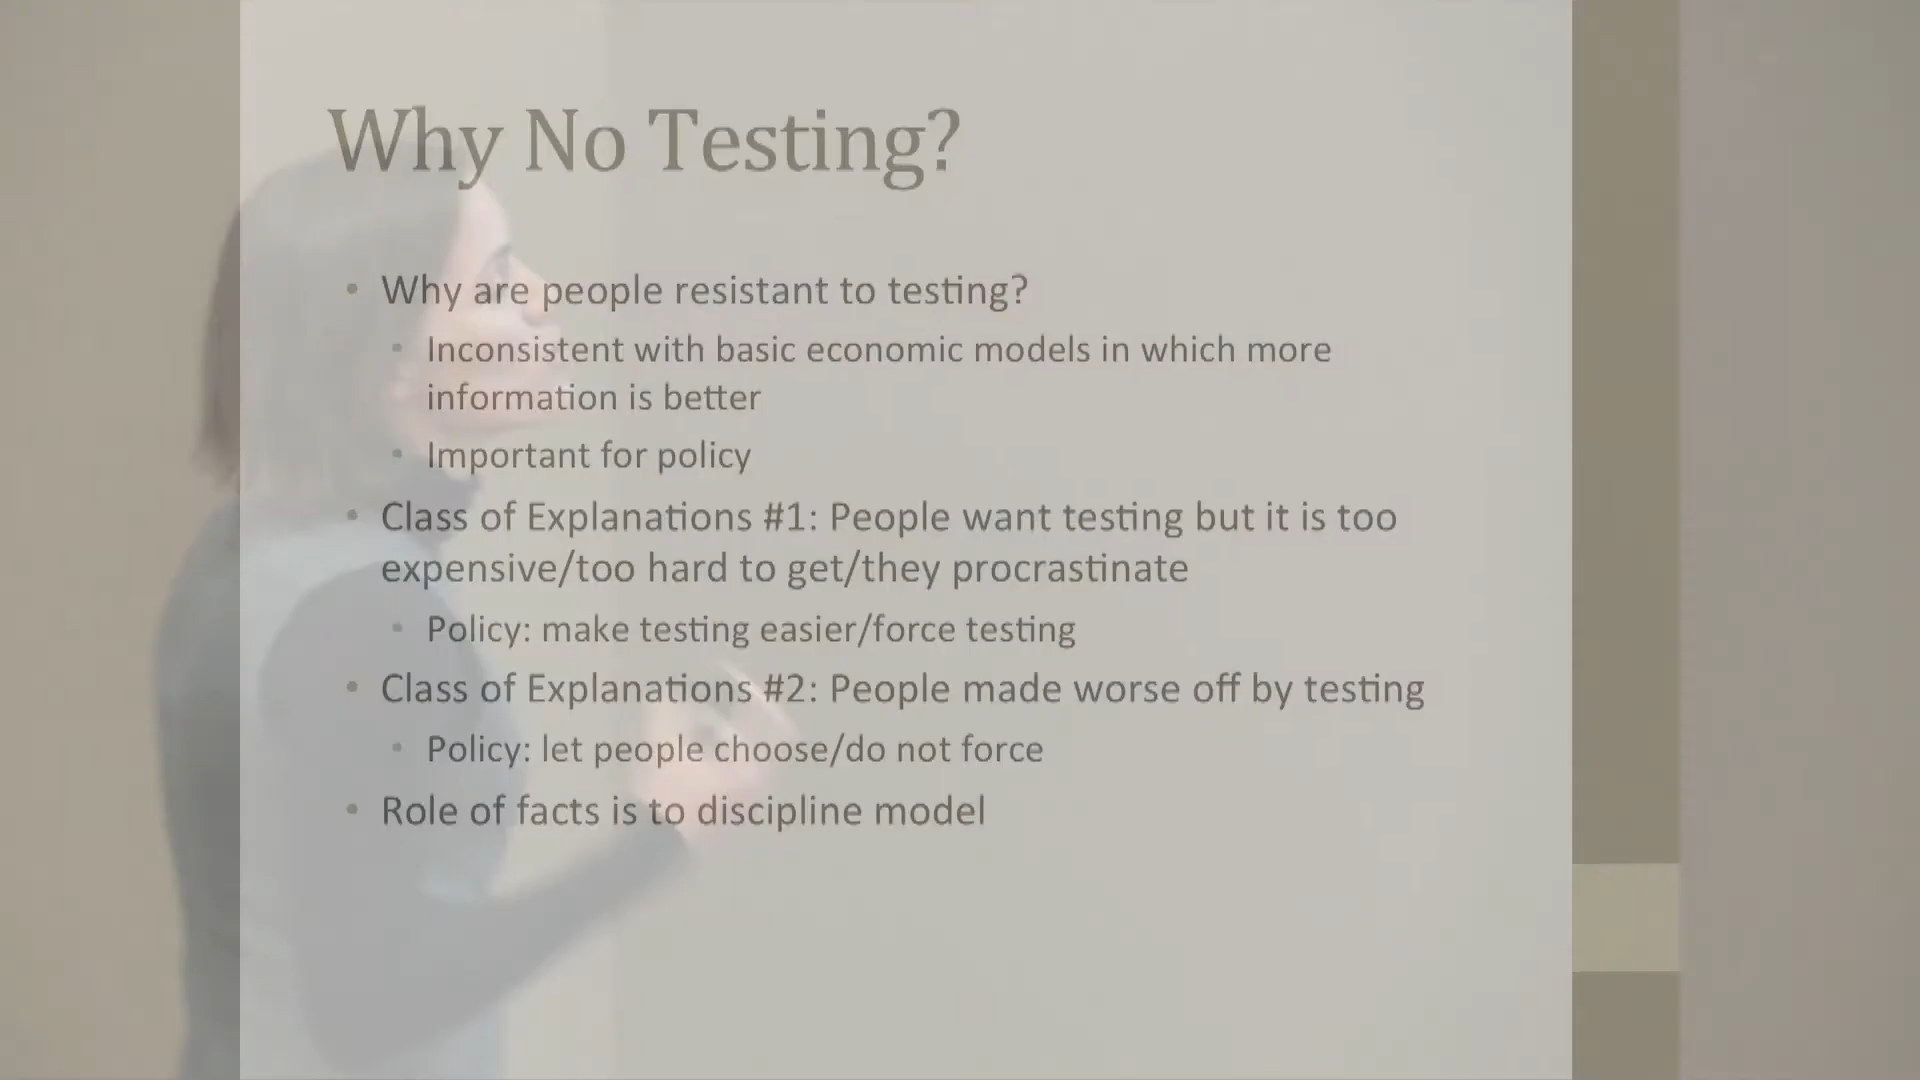 Why No Testing?
• Why are people resistant to testing?
• Inconsistent with basic economic models in which more
information is better
• Important for policy
• Class of Explanations #1: People want testing but it is too
expensive/too hard to get/they procrastinate
• Policy: make testing easier/force testing
• Class of Explanations #2: People made worse off by testing
• Policy: let people choose/do not force
• Role of facts is to discipline model